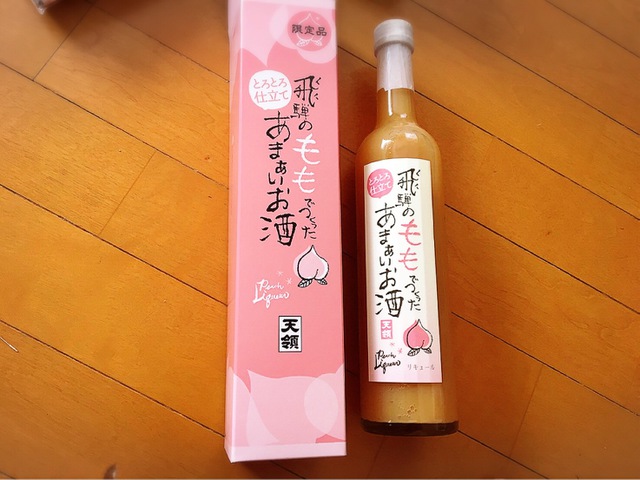 限定品
とろとろ
仕立て
飛騨の
ももでつくった
あまぁいお酒
Peach
Liqueur
天領
とろとろ
仕立て
飛騨の
ももでつくった
あまぁいお酒
天領
Peach
Liqueur
リキュール